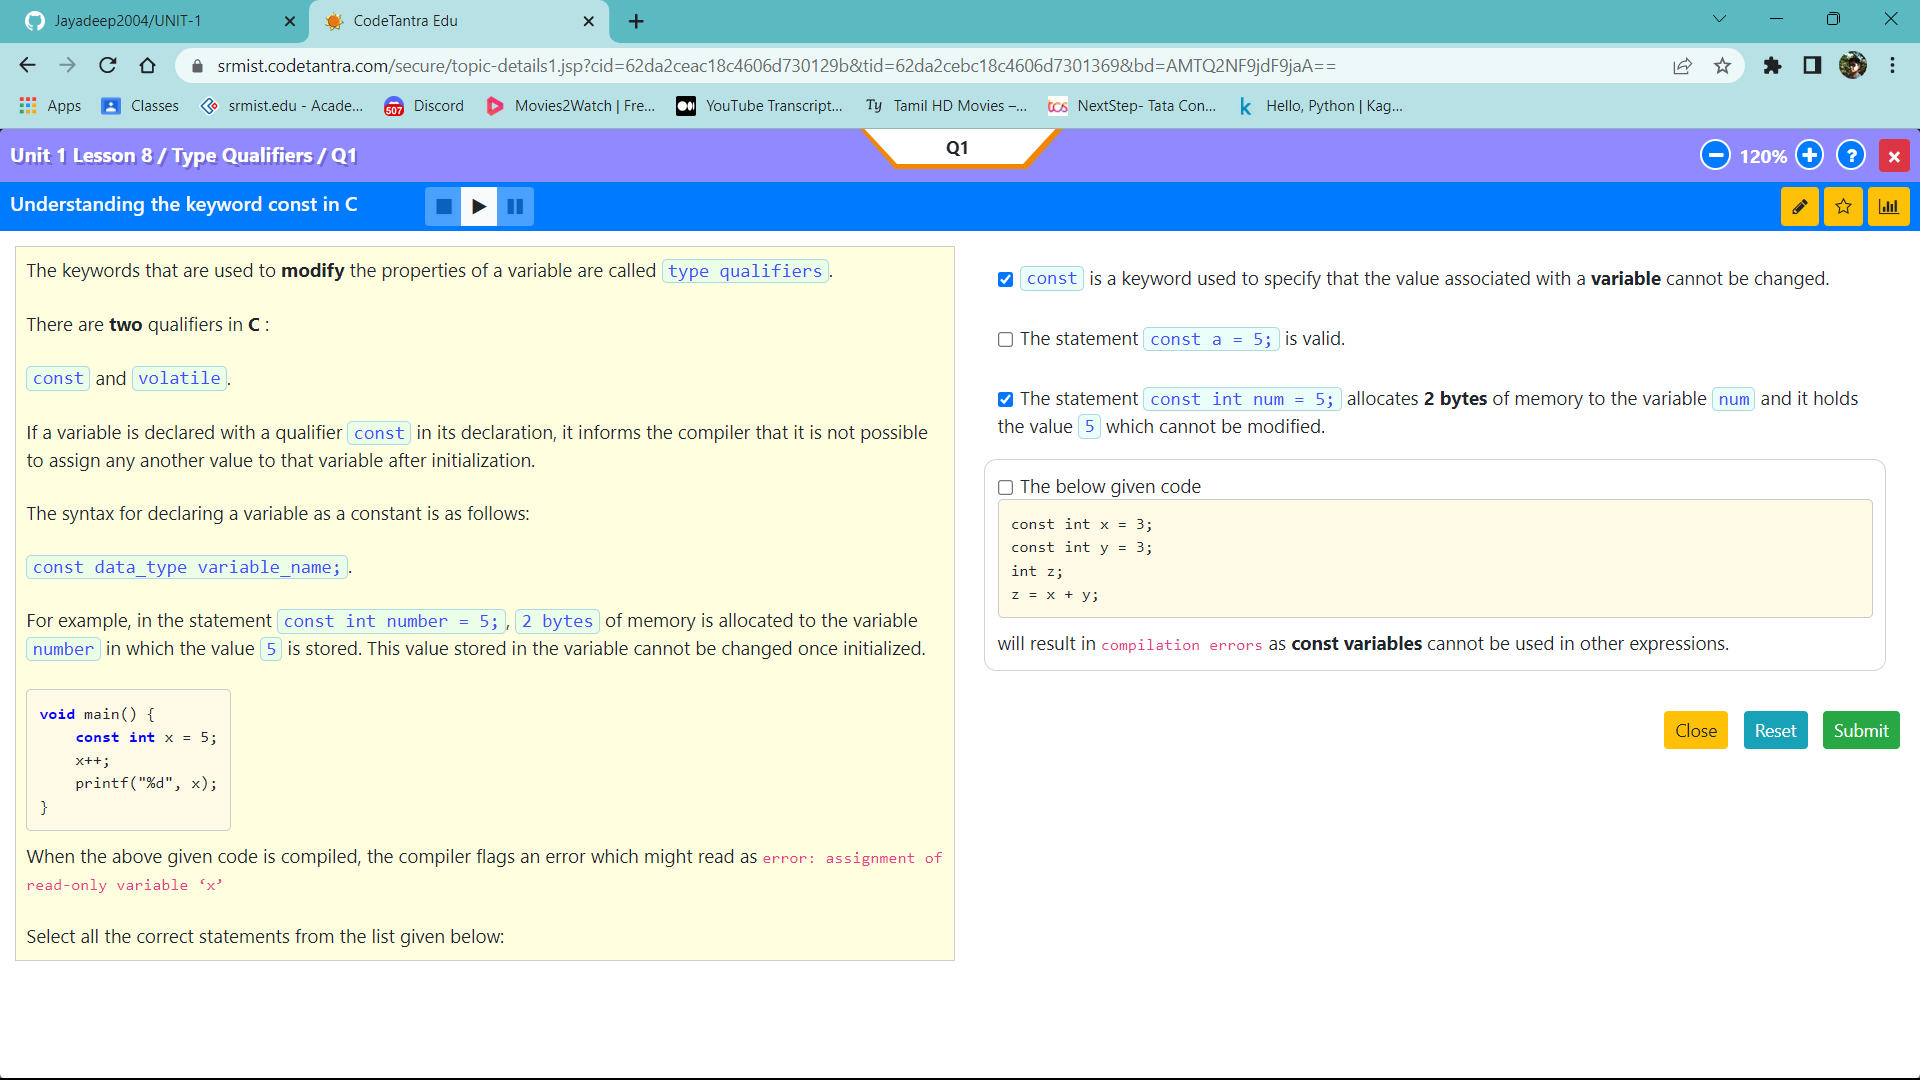 Jayadeep2004/UNIT-1
CodeTantra Edu
srmist.codetantra.com/secure/topic-details1.jsp?cid=62da2ceac18c4606d730129b&tid=62da2cebc18c4606d7301369&bd=AMTQ2NF9jdF9jaA==
Apps
Classes
srmist.edu - Acade...
507
Discord
Movies2Watch | Fre...
YouTube Transcript...
Ty
Tamil HD Movies –...
tcs
NextStep- Tata Con...
k
Hello, Python | Kag...
Unit 1 Lesson 8 / Type Qualifiers / Q1
Q1
120%
?
Understanding the keyword const in C
The keywords that are used to modify the properties of a variable are called type qualifiers.
There are two qualifiers in C :
const and volatile.
If a variable is declared with a qualifier const in its declaration, it informs the compiler that it is not possible
to assign any another value to that variable after initialization.
The syntax for declaring a variable as a constant is as follows:
const data_type variable_name;.
For example, in the statement const int number = 5;, 2 bytes of memory is allocated to the variable
number in which the value 5 is stored. This value stored in the variable cannot be changed once initialized.
void main() {
const int x = 5;
x++;
printf("%d", x);
}
When the above given code is compiled, the compiler flags an error which might read as error: assignment of
read-only variable ‘x’
Select all the correct statements from the list given below:
const is a keyword used to specify that the value associated with a variable cannot be changed.
The statement const a = 5; is valid.
The statement const int num = 5; allocates 2 bytes of memory to the variable num and it holds
the value 5 which cannot be modified.
The below given code
const int x = 3;
const int y = 3;
int z;
z = x + y;
will result in compilation errors as const variables cannot be used in other expressions.
Close
Reset
Submit